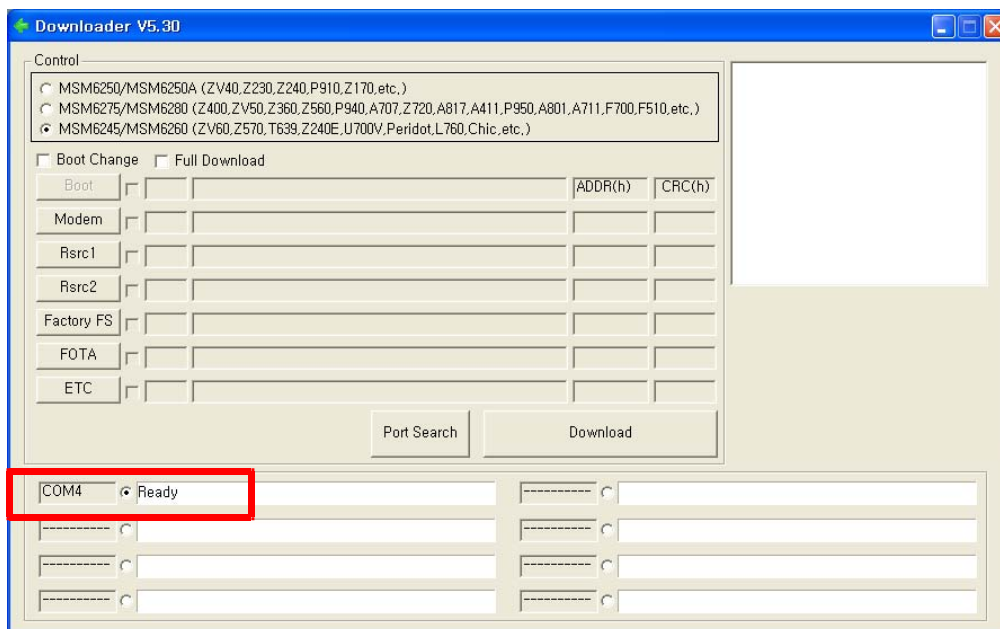 Downloader V5.30
Control
MSM6250/MSM6250A (ZV40,Z230,Z240,P910,Z170,etc,)
MSM6275/MSM6280 (Z400,ZV50,Z360,Z560,P940,A707,Z720,A817,A411,P950,A801,A711,F700,F510,etc,)
MSM6245/MSM6260 (ZV60,Z570,T639,Z240E,U700V,Peridot,L760,Chic,etc,)
Boot Change Full Download
Boot ADDR(h) CRC(h)
Modem
Rsrc1
Rsrc2
Factory FS
FOTA
ETC
Port Search Download
COM4 Ready ----------
---------- ----------
---------- ----------
---------- ----------